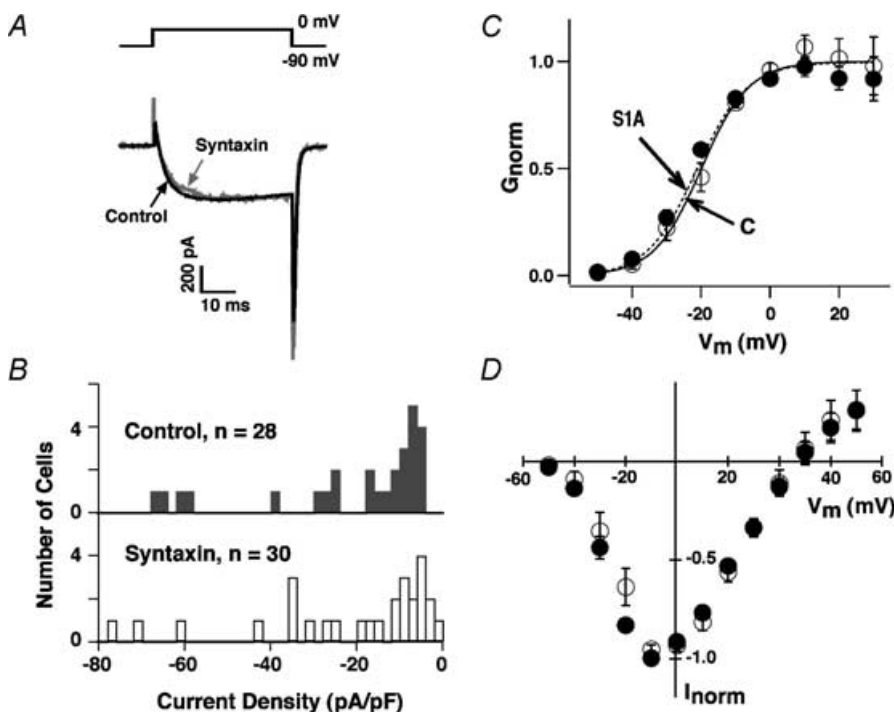 A
0 mV
-90 mV
Syntaxin
Control
200 pA
10 ms
B
4
0
Control, n = 28
4
0
Syntaxin, n = 30
Number of Cells
-80 -60 -40 -20 0
Current Density (pA/pF)
C
1.0
0.5
0.0
Gnorm
S1A
C
-40 -20 0 20
Vm (mV)
D
-60 -20 20 40 60
Vm (mV)
-0.5
-1.0
Inorm